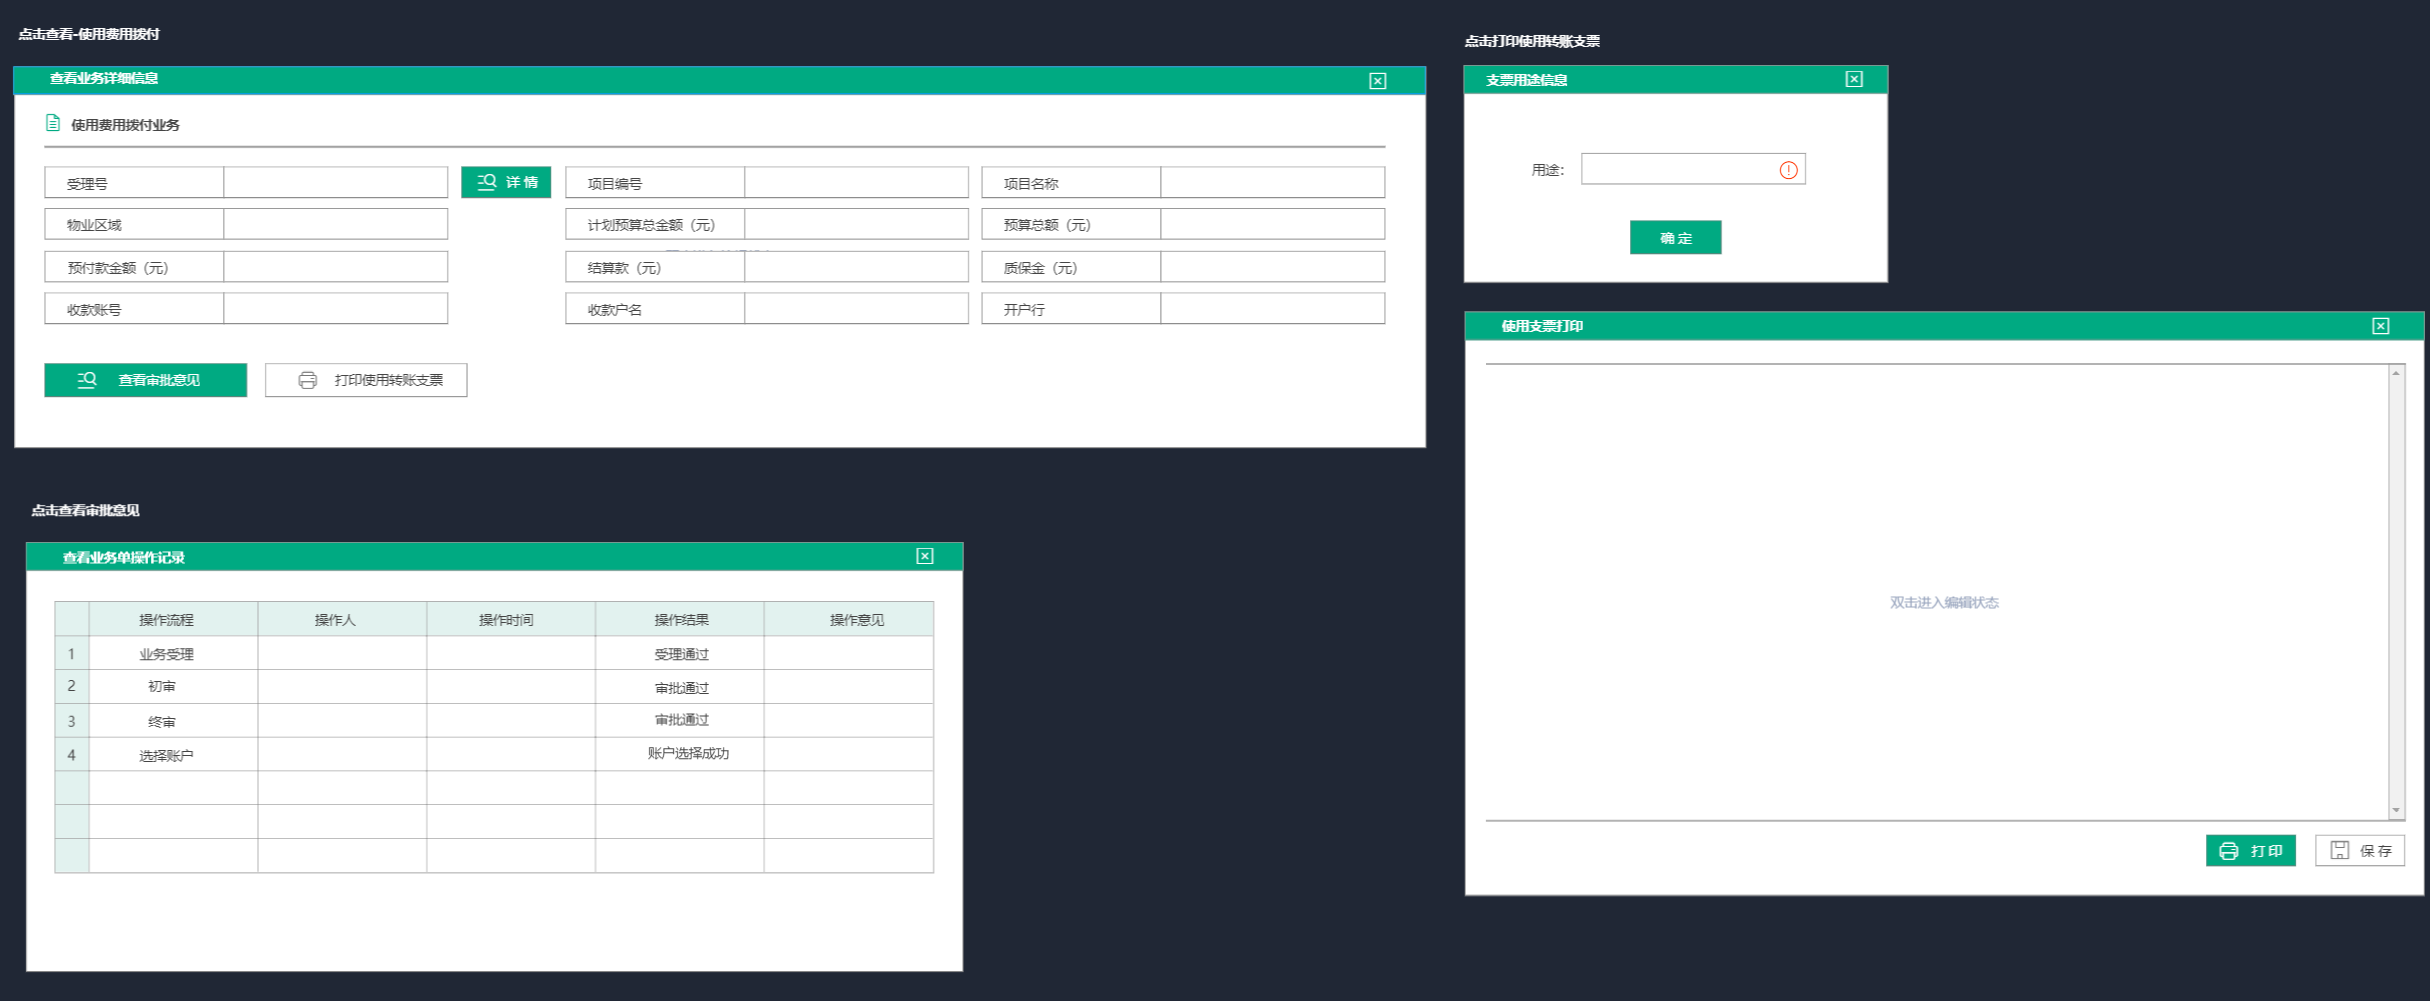 点击查看-使用费用拨付
查看业务详细信息
使用费用拨付业务
受理号
详 情
项目编号
项目名称
物业区域
计划预算总金额（元）
预算总额（元）
预付款金额（元）
结算款（元）
质保金（元）
收款账号
收款户名
开户行
查看审批意见
打印使用转账支票
点击查看审批意见
查看业务单操作记录
操作流程 操作人 操作时间 操作结果 操作意见
1 业务受理 受理通过
2 初审 审批通过
3 终审 审批通过
4 选择账户 账户选择成功
点击打印使用转账支票
支票用途信息
用途：
确 定
使用支票打印
双击进入编辑状态
打 印
保 存